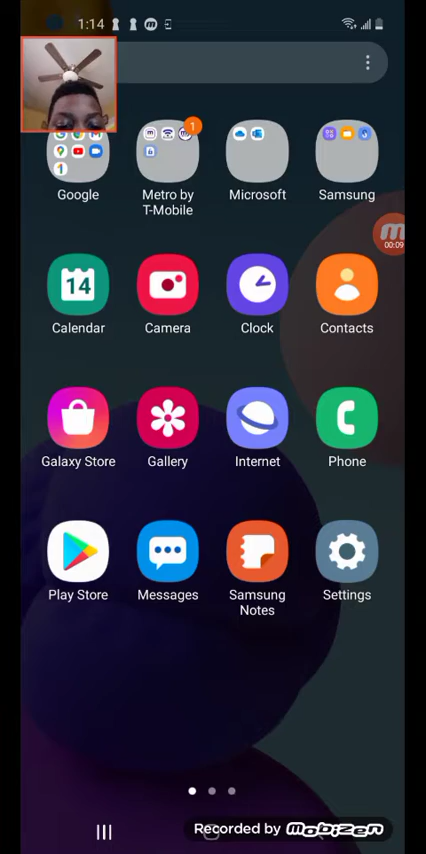 1:14
1
Google
Metro by
T-Mobile
Microsoft
Samsung
00:09
14
Calendar
Camera
Clock
Contacts
Galaxy Store
Gallery
Internet
Phone
Play Store
Messages
Samsung
Notes
Settings
Recorded by mobizen